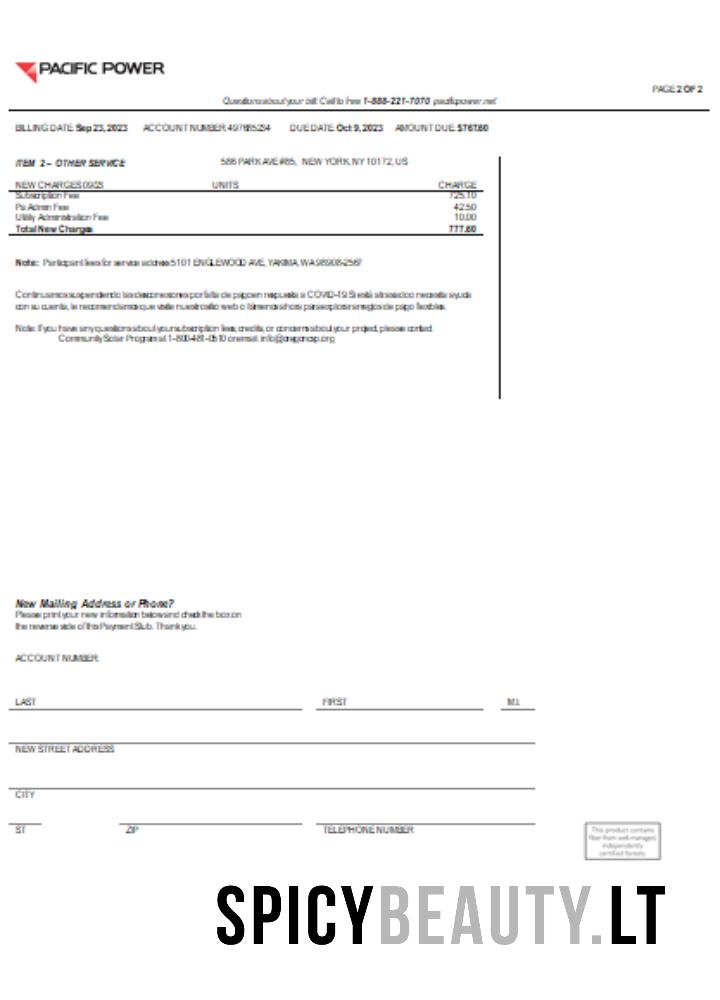 PACIFIC POWER
PAGE 2 OF 2
Questions about your bill: Call toll free 1-888-221-7070 pacificpower.net
BILLING DATE: Sep 23, 2023 ACCOUNT NUMBER: DUE DATE: Oct 9, 2023 AMOUNT DUE: $767.60
ITEM 2 – OTHER SERVICE 586 PARK AVE #85, NEW YORK, NY 10172, US
NEW CHARGES 09/23 UNITS CHARGE
Subscription Fee 725.10
Ps Admin Fee 42.50
Utility Administration Fee 10.00
Total New Charges 777.60
Note: Participant fees for service address 5101 ENGLEWOOD AVE, YAKIMA, WA 98908-2567
Continuamos suspendendo las desconexiones por falta de pago en respuesta a COVID-19. Si está atrasado o necesita ayuda
con su cuenta, le recomendamos que visite nuestro sitio web o llámenos ahora para explorar arreglos de pago flexibles.
Note: If you have any questions about your subscription fees, credits, or concerns about your project, please contact
Community Solar Program at 1-800-481-0510 or email: info@oregoncsp.org
New Mailing Address or Phone?
Please print your new information below and check the box on
the reverse side of this Payment Stub. Thank you.
ACCOUNT NUMBER:
LAST FIRST M.I.
NEW STREET ADDRESS
CITY
ST ZIP TELEPHONE NUMBER
This product contains
fiber from well-managed,
independently
certified forests.
SPICYBEAUTY.LT